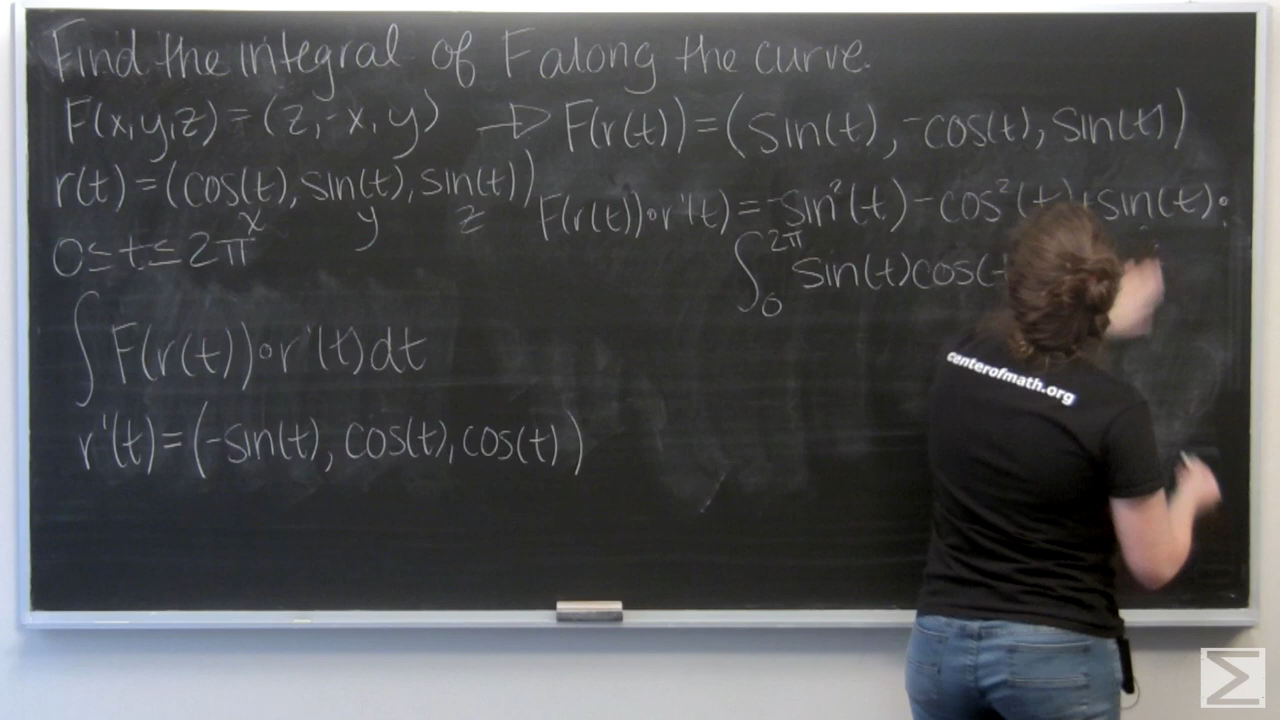 Find the integral of F along the curve.
F(x,y,z) = (z,-x,y) → F(r(t)) = (sin(t), -cos(t), sin(t))
r(t) = (cos(t), sin(t), sin(t))
x y z
F(r(t))∘r'(t) = -sin²(t) - cos²(t) + sin(t)
0≤t≤2π
∫₀^2π sin(t)cos(
∫ F(r(t))∘r'(t)dt
r'(t) = (-sin(t), cos(t), cos(t))
centerofmath.org
Σ